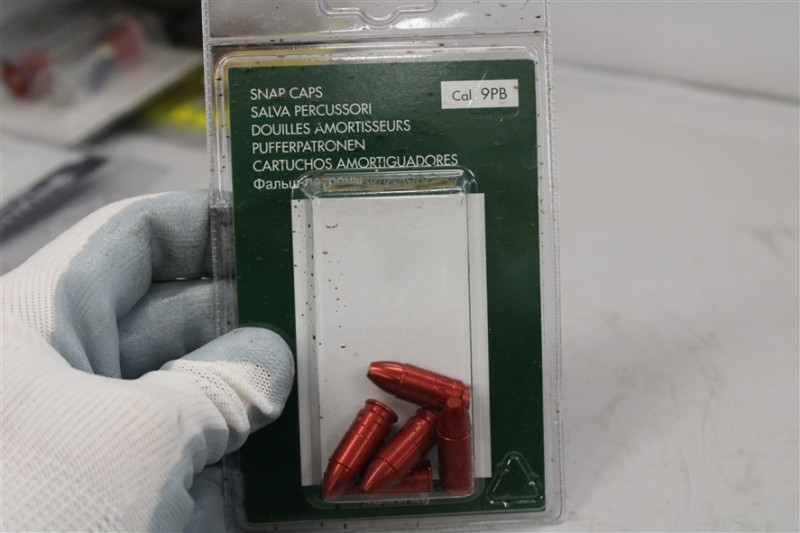 SNAP CAPS
Cal. 9PB
SALVA PERCUSSORI
DOUILLES AMORTISSEURS
PUFFERPATRONEN
CARTUCHOS AMORTIGUADORES